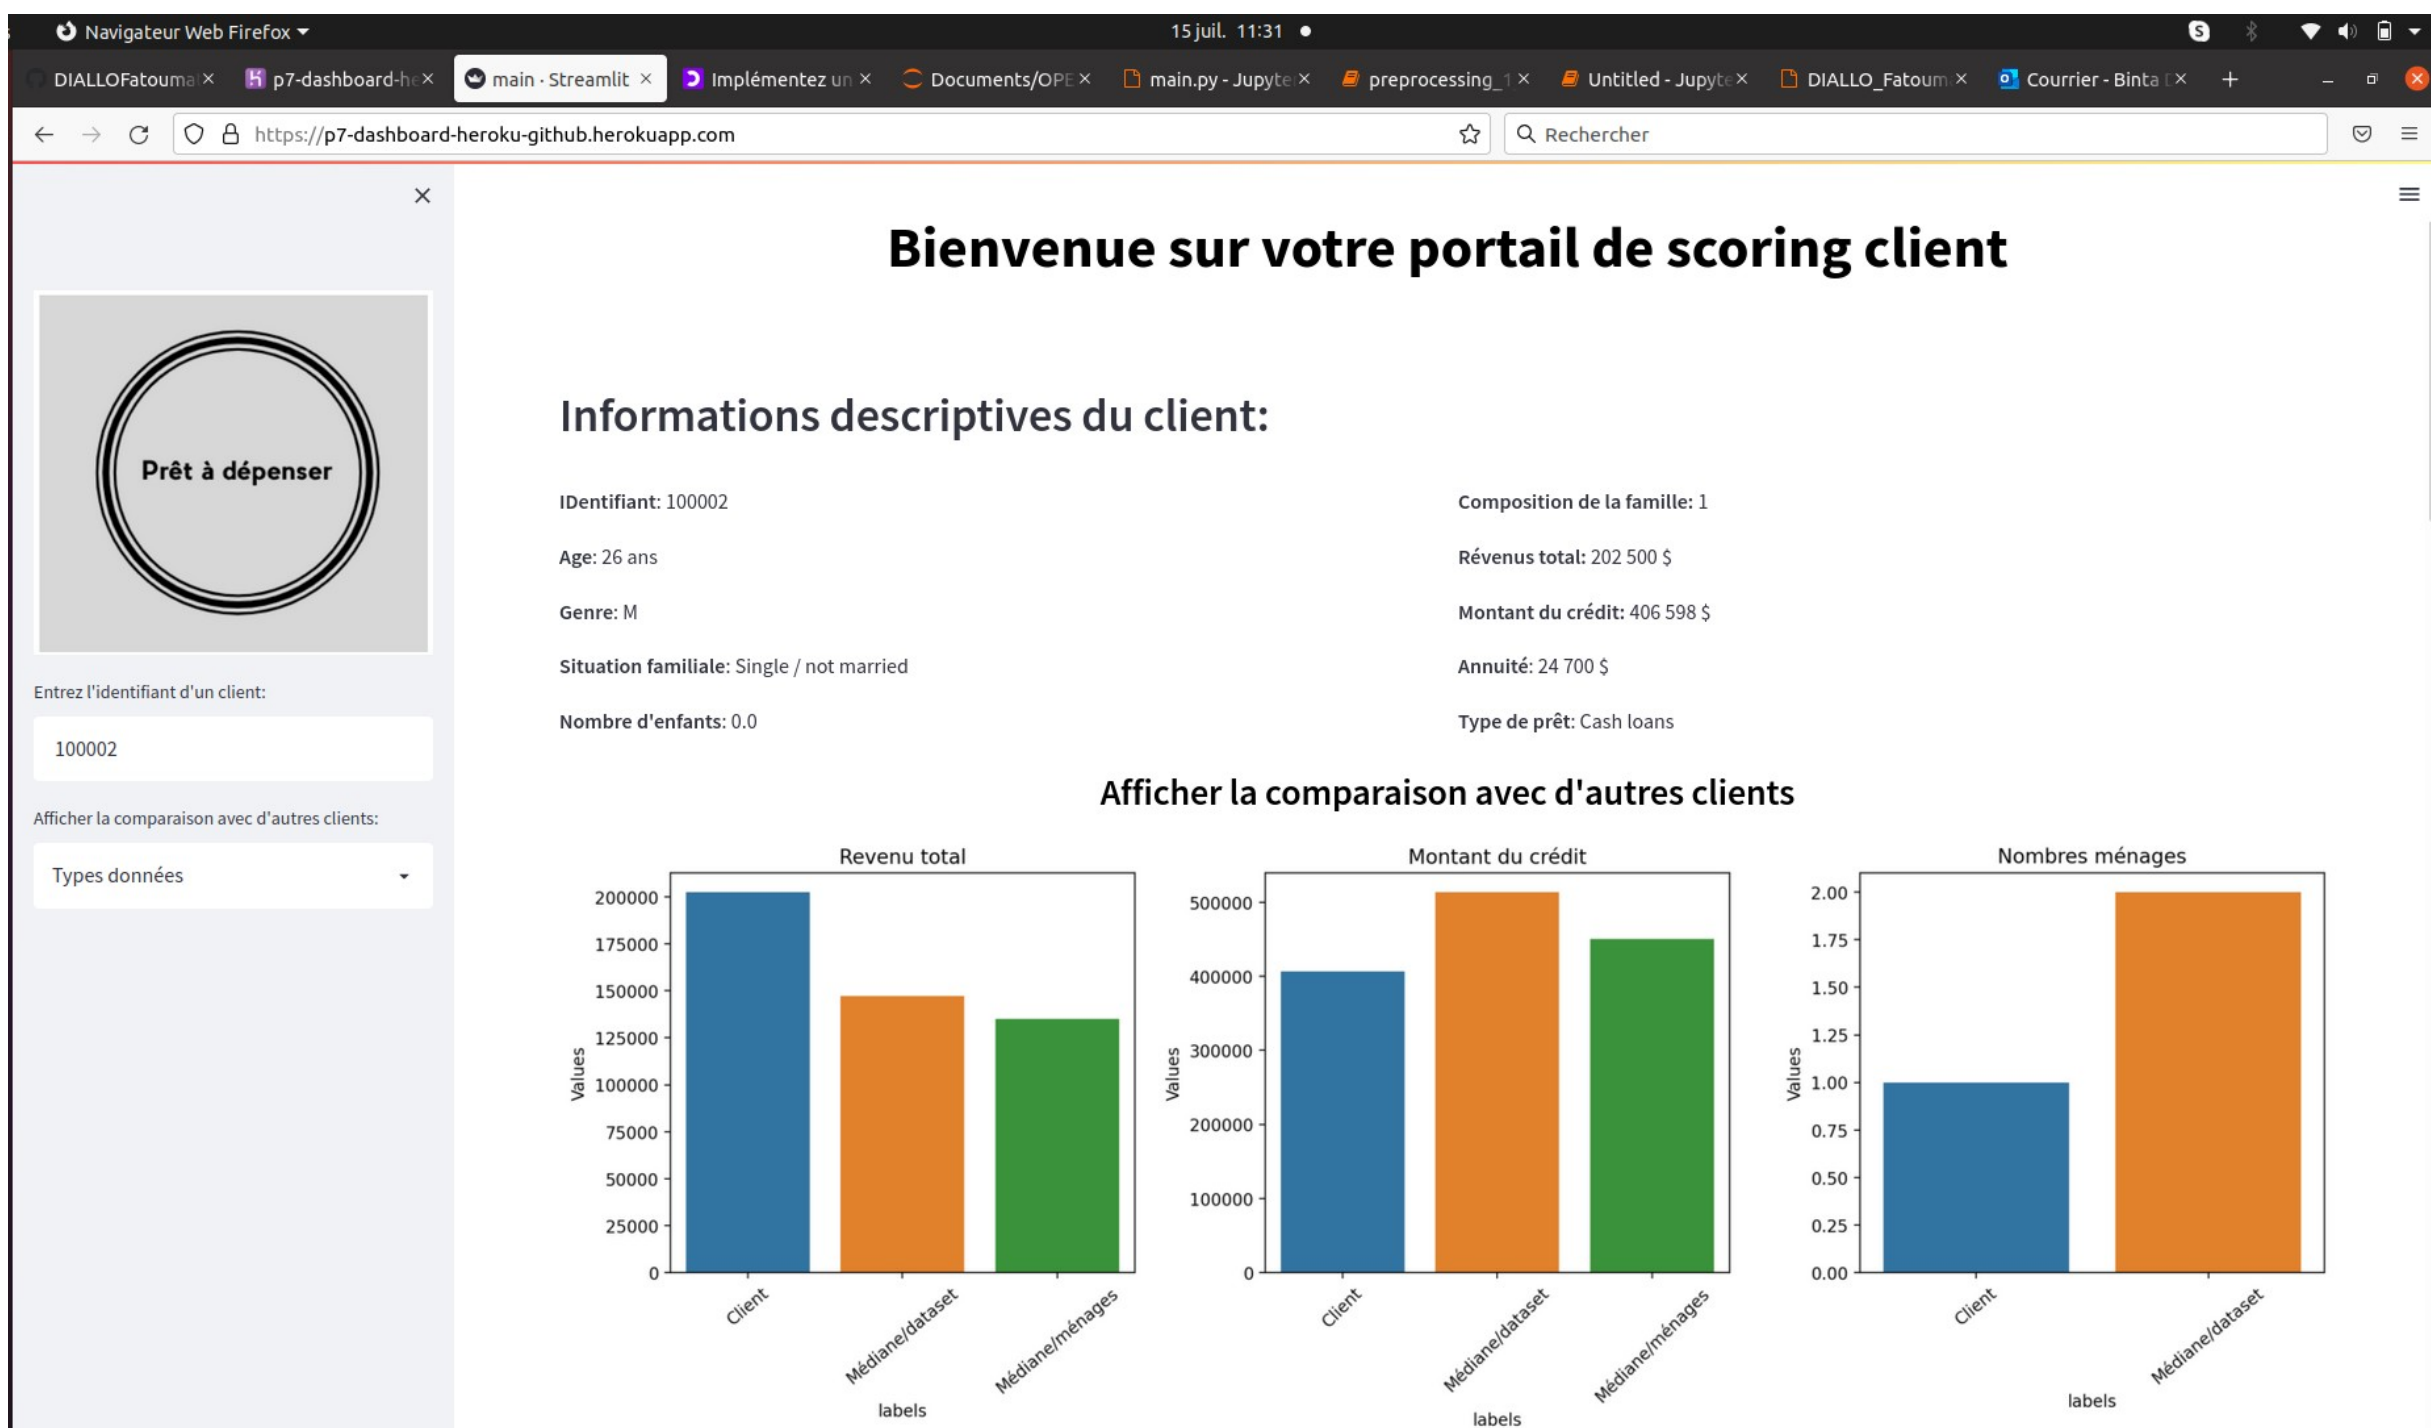 Navigateur Web Firefox
15 juil. 11:31
DIALLOFatouma
p7-dashboard-he
main · Streamlit
Implémentez un
Documents/OPE
main.py - Jupyte
preprocessing_1
Untitled - Jupyte
DIALLO_Fatoum
Courrier - Binta
https://p7-dashboard-heroku-github.herokuapp.com
Rechercher
Bienvenue sur votre portail de scoring client
Prêt à dépenser
Entrez l'identifiant d'un client:
100002
Afficher la comparaison avec d'autres clients:
Types données
Informations descriptives du client:
IDentifiant: 100002
Age: 26 ans
Genre: M
Situation familiale: Single / not married
Nombre d'enfants: 0.0
Composition de la famille: 1
Révenus total: 202 500 $
Montant du crédit: 406 598 $
Annuité: 24 700 $
Type de prêt: Cash loans
Afficher la comparaison avec d'autres clients
Revenu total
200000
175000
150000
125000
100000
75000
50000
25000
0
Values
Client
Médiane/dataset
Médiane/ménages
labels
Montant du crédit
500000
400000
300000
200000
100000
0
Values
Client
Médiane/dataset
Médiane/ménages
labels
Nombres ménages
2.00
1.75
1.50
1.25
1.00
0.75
0.50
0.25
0.00
Values
Client
Médiane/dataset
labels